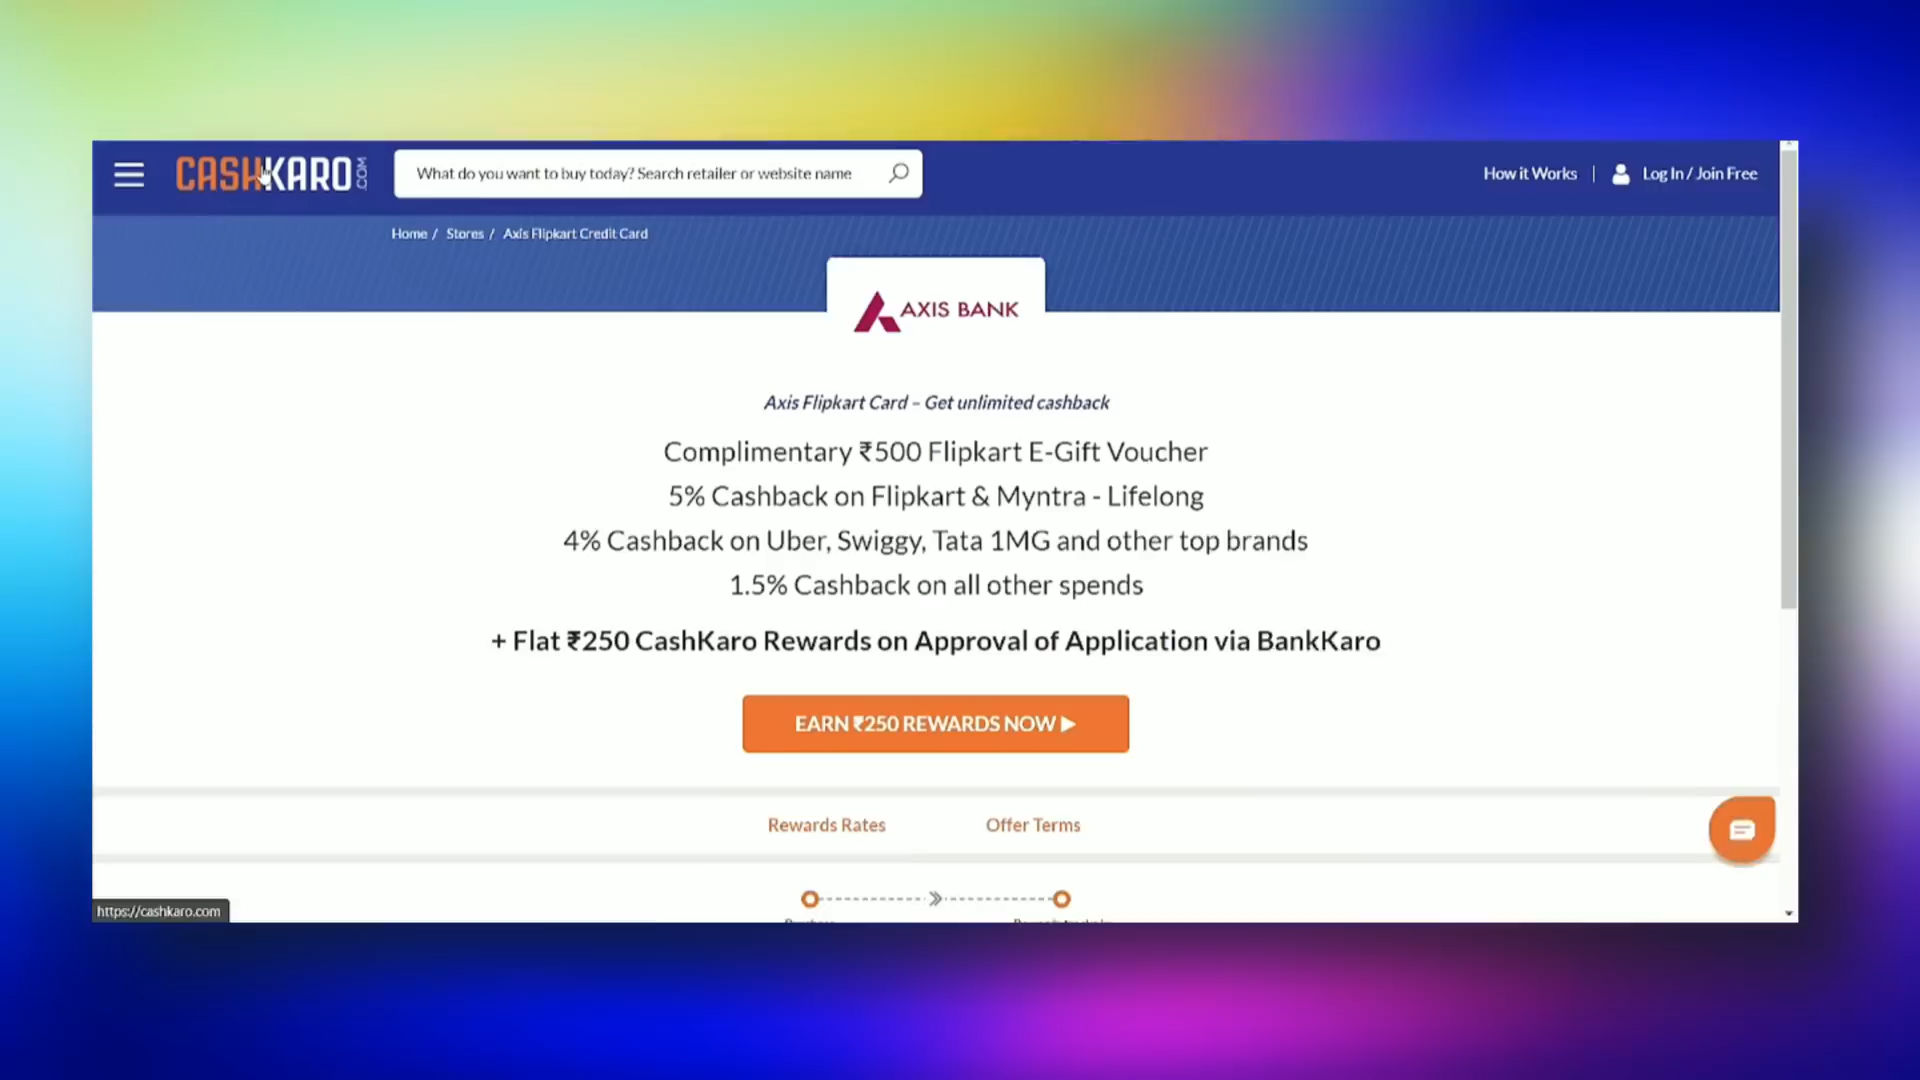 CASHKARO.COM
What do you want to buy today? Search retailer or website name
How it Works | Log In / Join Free
Home / Stores / Axis Flipkart Credit Card
AXIS BANK
Axis Flipkart Card – Get unlimited cashback
Complimentary ₹500 Flipkart E-Gift Voucher
5% Cashback on Flipkart & Myntra - Lifelong
4% Cashback on Uber, Swiggy, Tata 1MG and other top brands
1.5% Cashback on all other spends
+ Flat ₹250 CashKaro Rewards on Approval of Application via BankKaro
EARN ₹250 REWARDS NOW ▶
Rewards Rates
Offer Terms
https://cashkaro.com